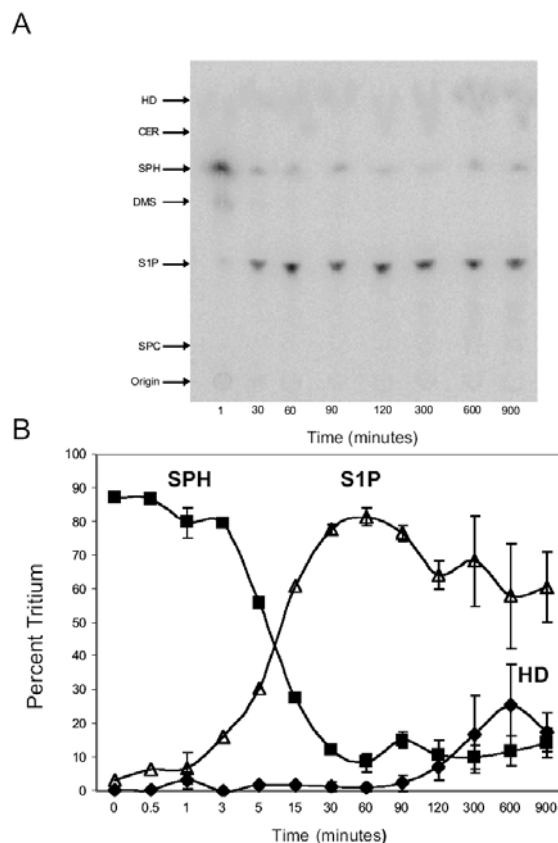 A
HD
CER
SPH
DMS
S1P
SPC
Origin
1 30 60 90 120 300 600 900
Time (minutes)
B
SPH S1P
HD
Percent Tritium
100
90
80
70
60
50
40
30
20
10
0
0 0.5 1 3 5 15 30 60 90 120 300 600 900
Time (minutes)